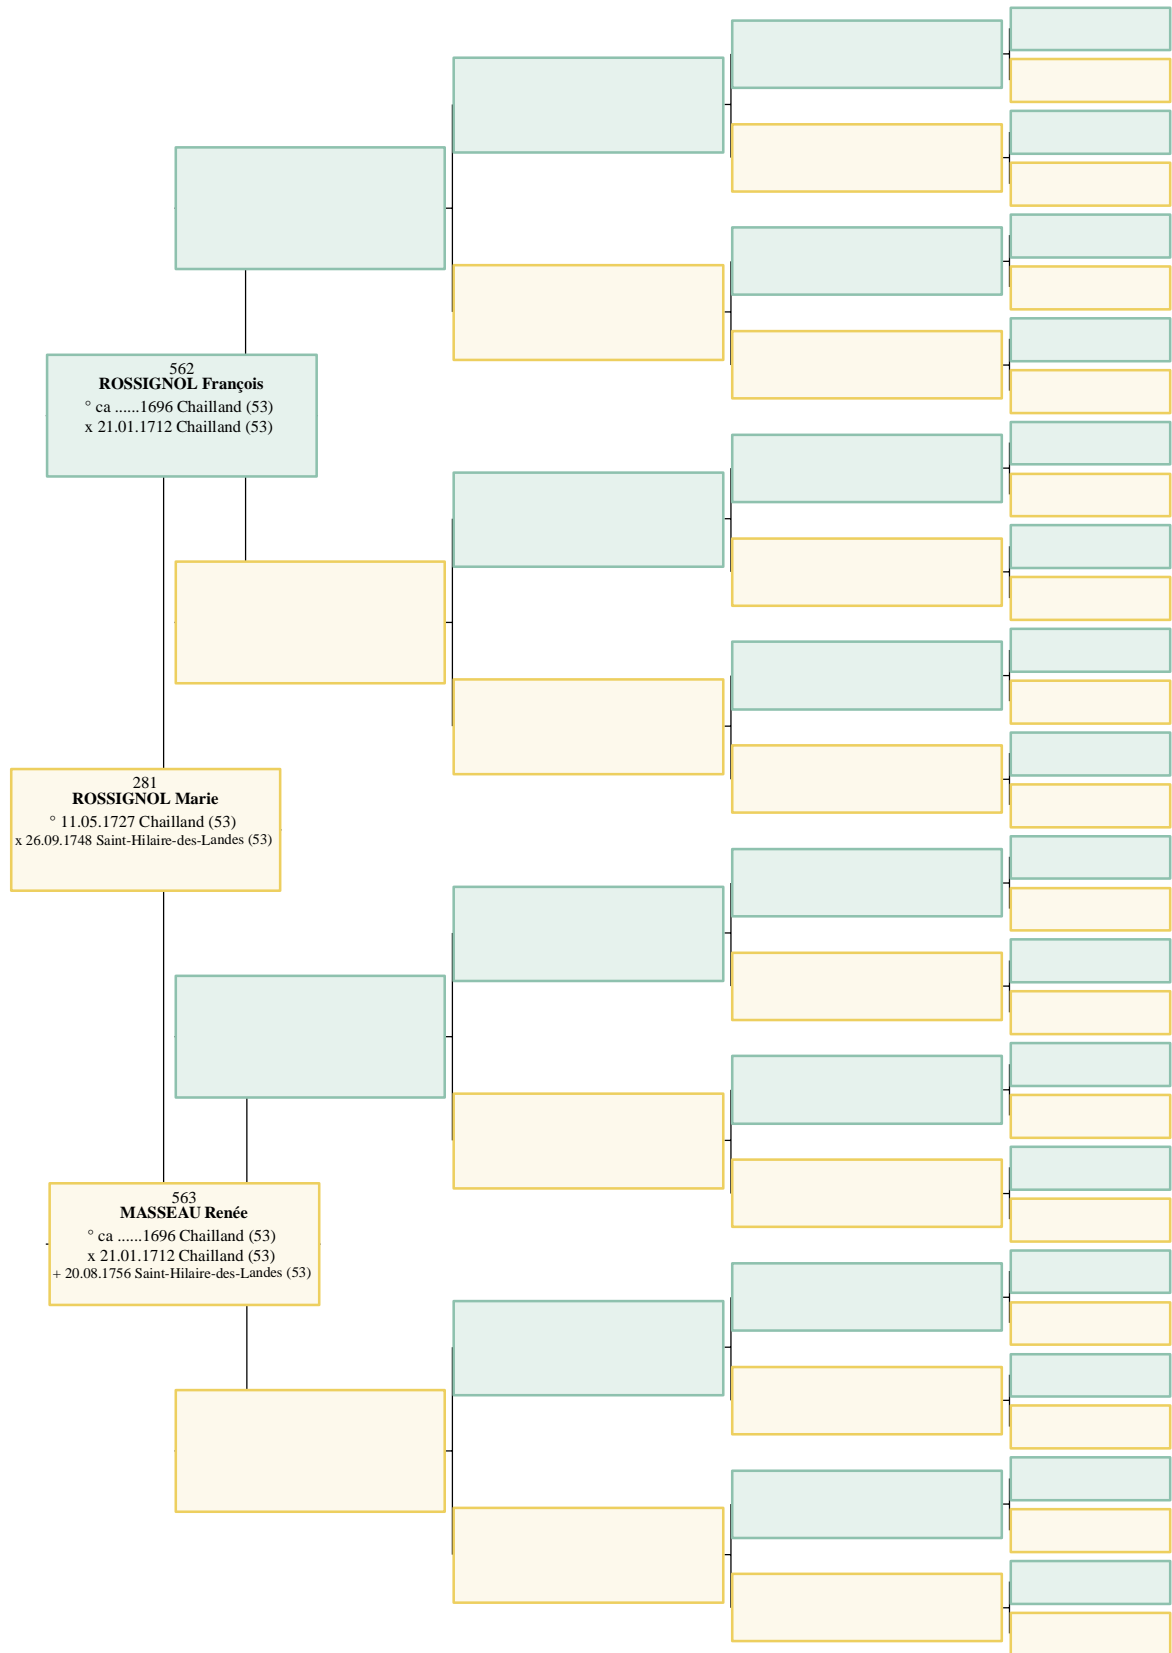 562
ROSSIGNOL François
° ca ......1696 Chailland (53)
x 21.01.1712 Chailland (53)
281
ROSSIGNOL Marie
° 11.05.1727 Chailland (53)
x 26.09.1748 Saint-Hilaire-des-Landes (53)
563
MASSEAU Renée
° ca ......1696 Chailland (53)
x 21.01.1712 Chailland (53)
+ 20.08.1756 Saint-Hilaire-des-Landes (53)